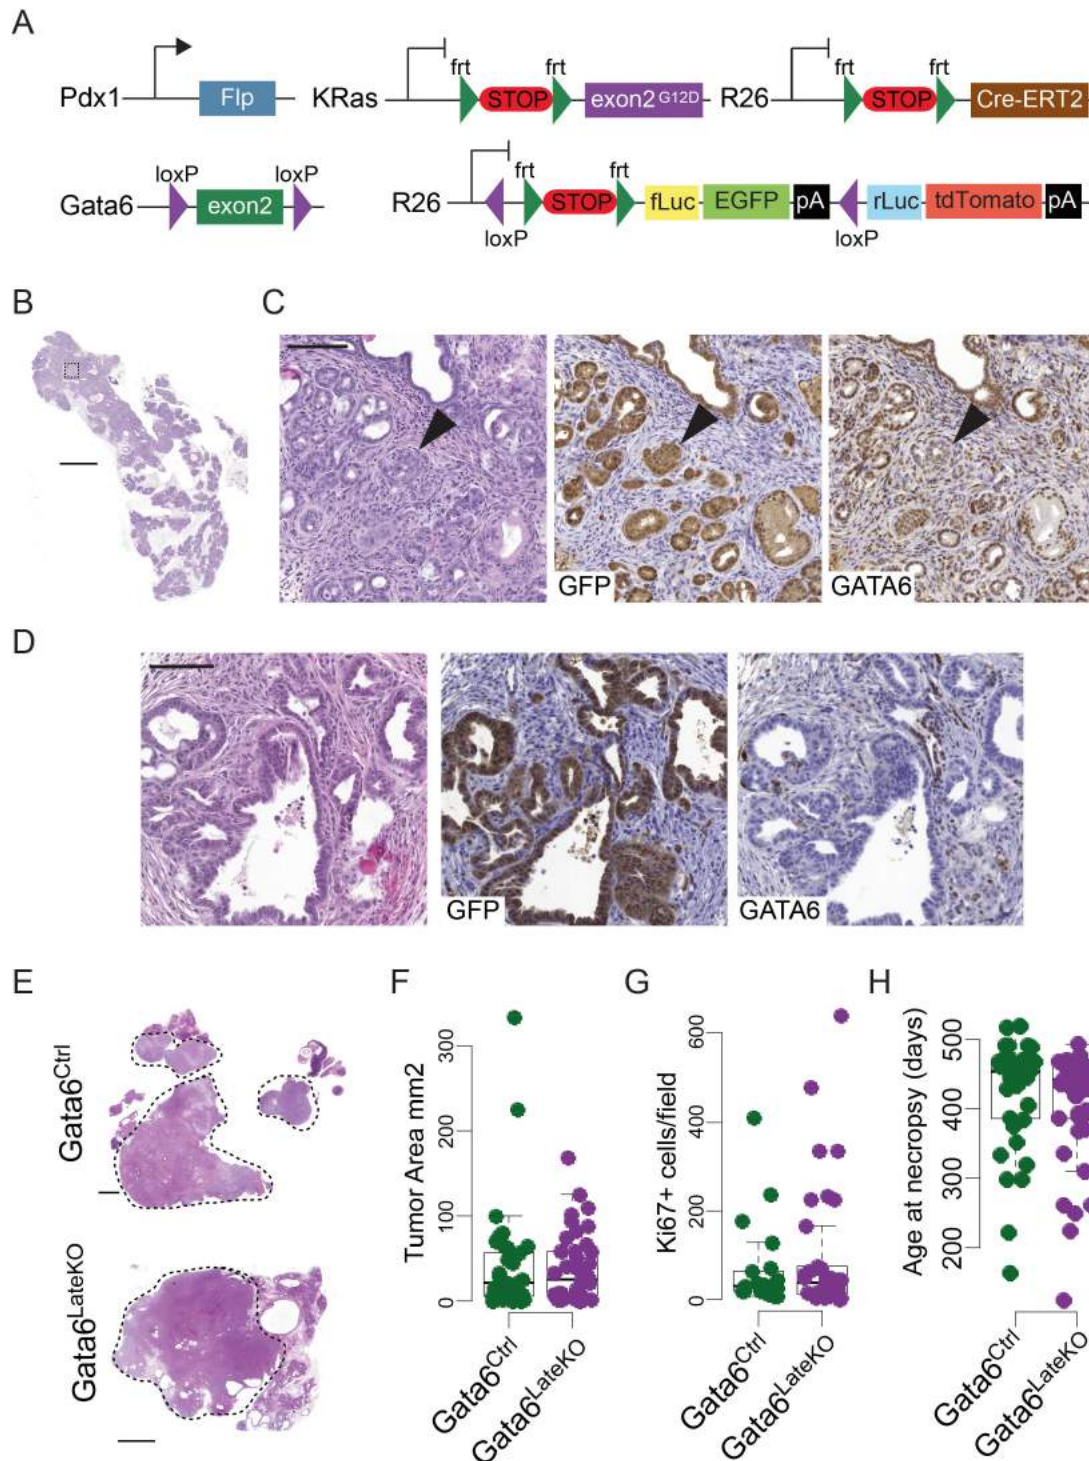 A
Pdx1 Flp KRas frt STOP frt exon2 G12D R26 frt STOP frt Cre-ERT2
Gata6 loxP exon2 loxP R26 loxP frt STOP frt fLuc EGFP pA loxP rLuc tdTomato pA
B
C
GFP
GATA6
D
GFP
GATA6
E
Gata6Ctrl
Gata6LateKO
F
Tumor Area mm2
300
200
100
0
Gata6Ctrl
Gata6LateKO
G
Ki67+ cells/field
600
400
200
0
Gata6Ctrl
Gata6LateKO
H
Age at necropsy (days)
500
400
300
200
Gata6Ctrl
Gata6LateKO